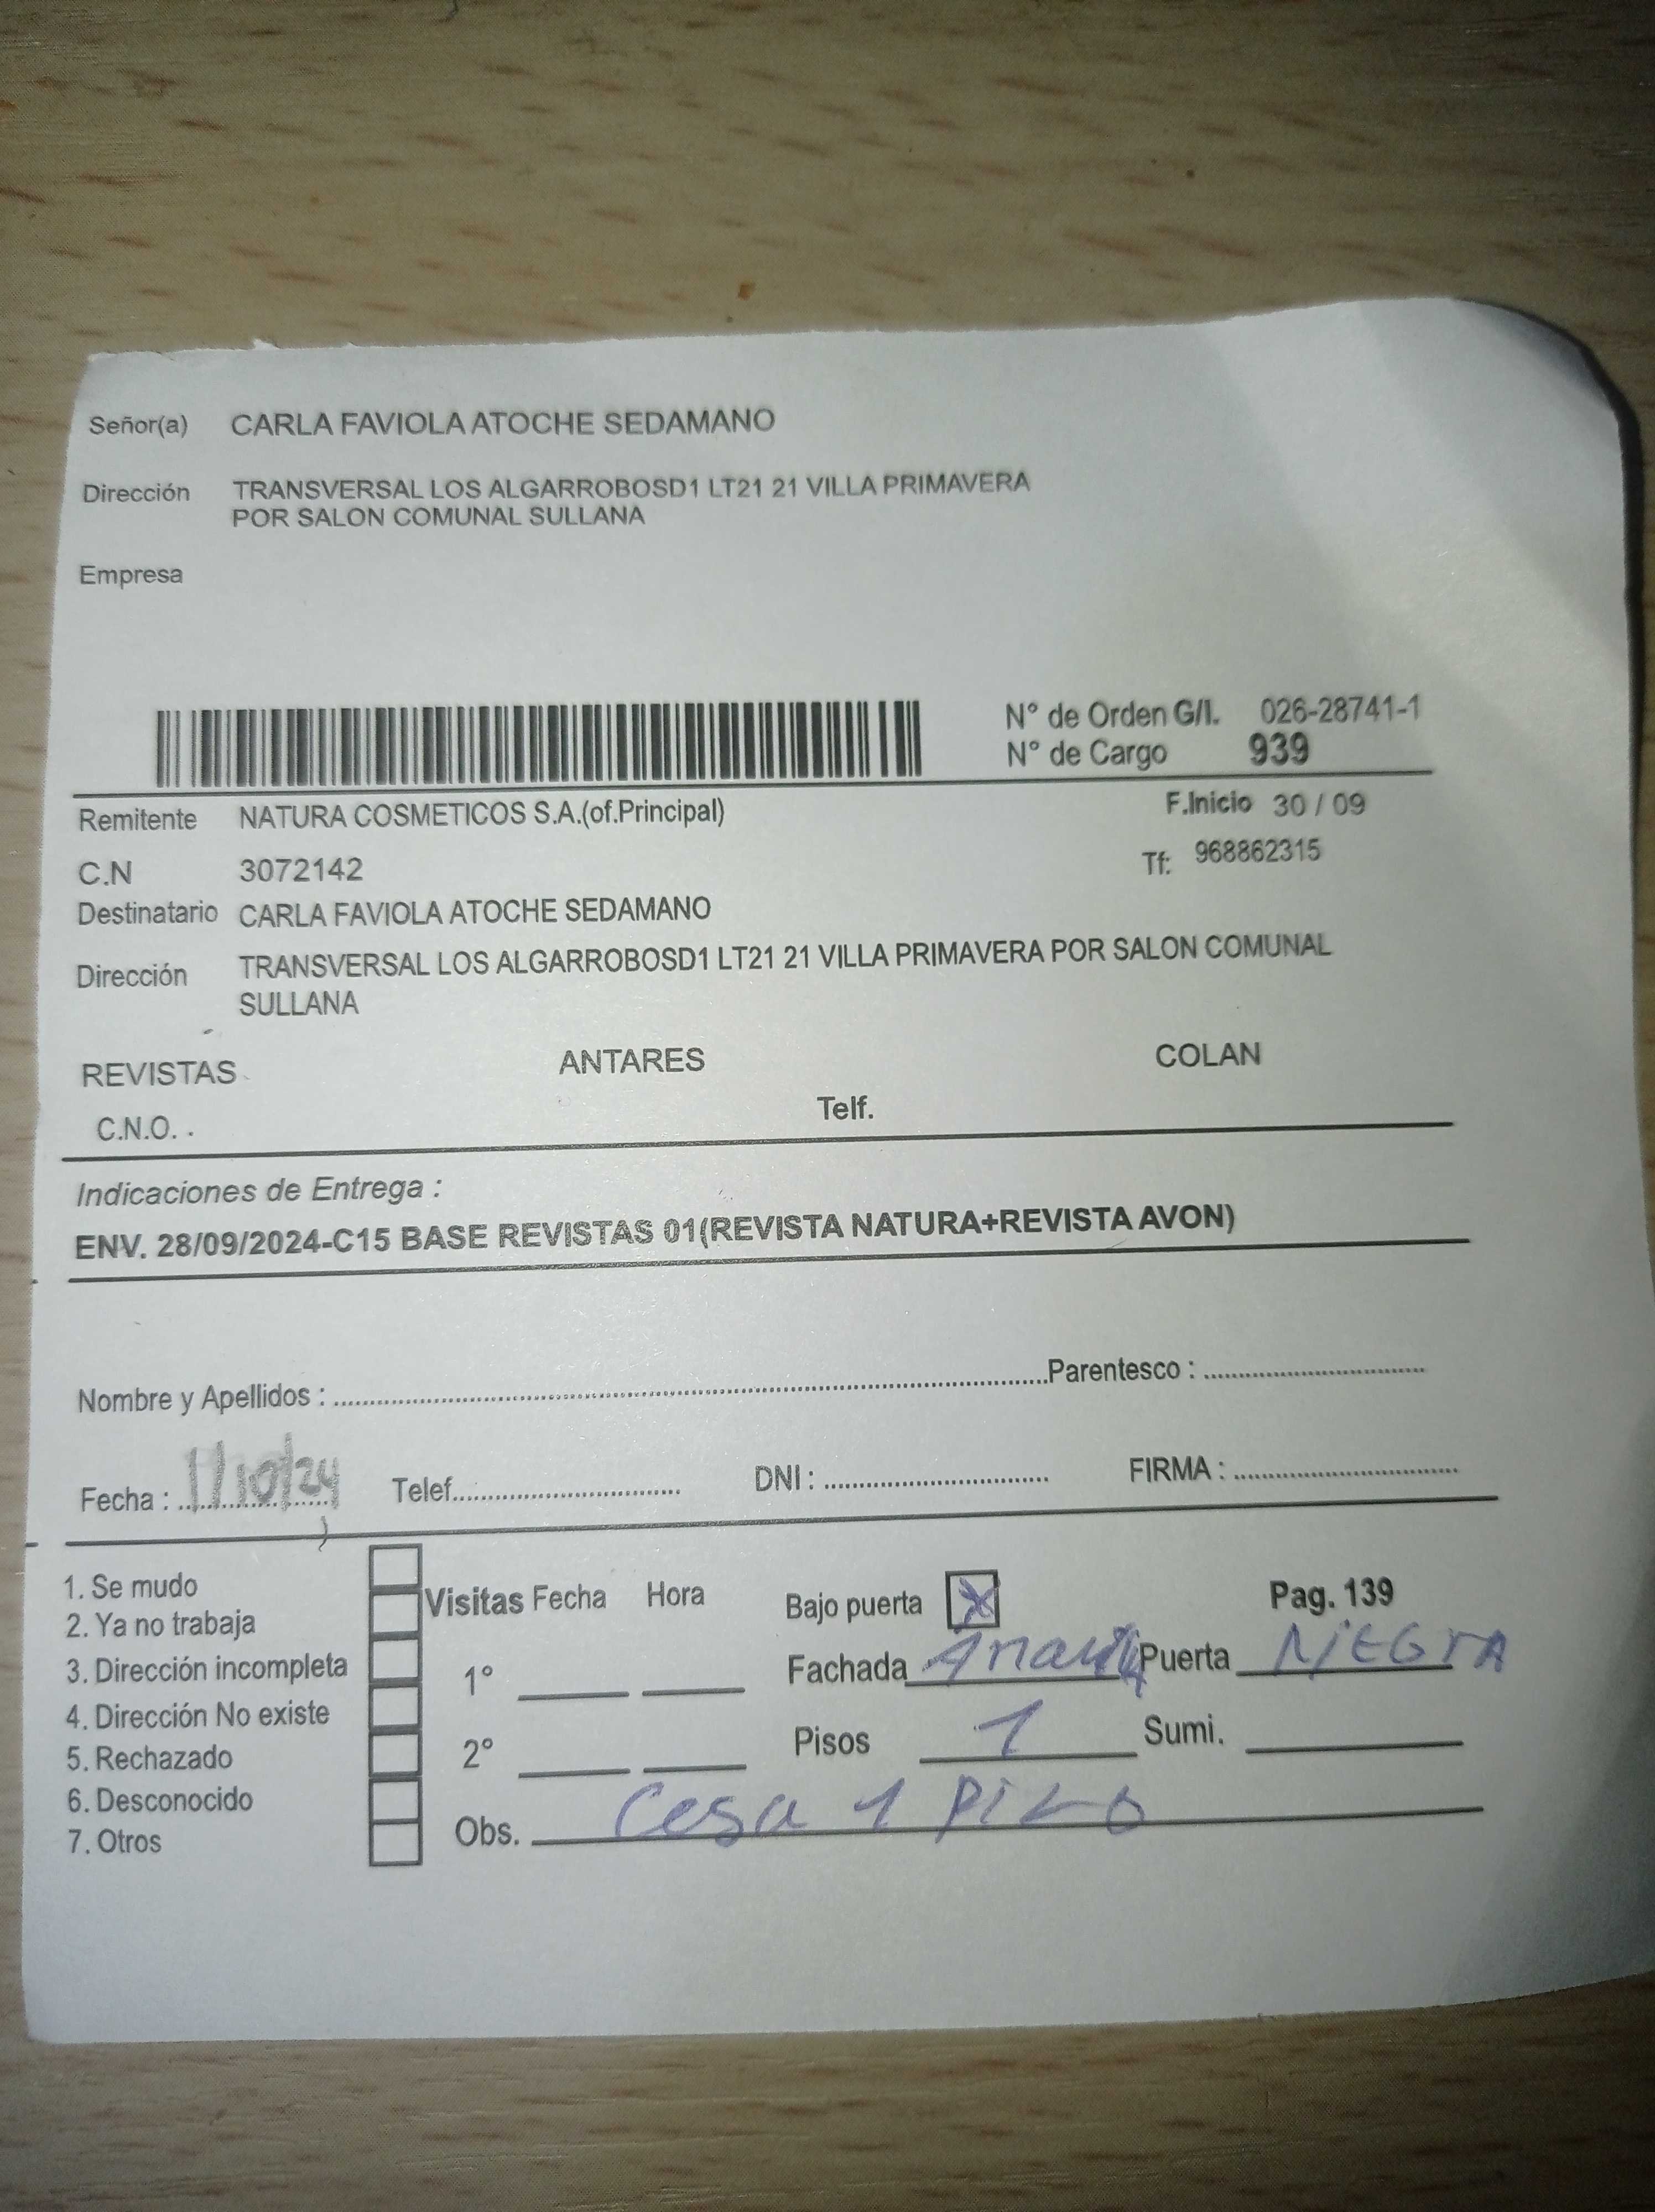 Señor(a) CARLA FAVIOLA ATOCHE SEDAMANO
Dirección TRANSVERSAL LOS ALGARROBOSD1 LT21 21 VILLA PRIMAVERA
POR SALON COMUNAL SULLANA
Empresa
N° de Orden G/I. 026-28741-1
N° de Cargo 939
Remitente NATURA COSMETICOS S.A.(of.Principal) F.Inicio 30 / 09
C.N 3072142 Tf: 968862315
Destinatario CARLA FAVIOLA ATOCHE SEDAMANO
Dirección TRANSVERSAL LOS ALGARROBOSD1 LT21 21 VILLA PRIMAVERA POR SALON COMUNAL
SULLANA
REVISTAS ANTARES COLAN
C.N.O. . Telf.
Indicaciones de Entrega :
ENV. 28/09/2024-C15 BASE REVISTAS 01(REVISTA NATURA+REVISTA AVON)
Nombre y Apellidos : Parentesco :
Fecha : 1/10/24 Telef. DNI : FIRMA :
1. Se mudo
2. Ya no trabaja
3. Dirección incompleta
4. Dirección No existe
5. Rechazado
6. Desconocido
7. Otros
Visitas Fecha Hora
1°
2°
Bajo puerta X Pag. 139
Fachada Puerta NEGRA
Pisos 1 Sumi.
Obs. Cesa 1 Piso